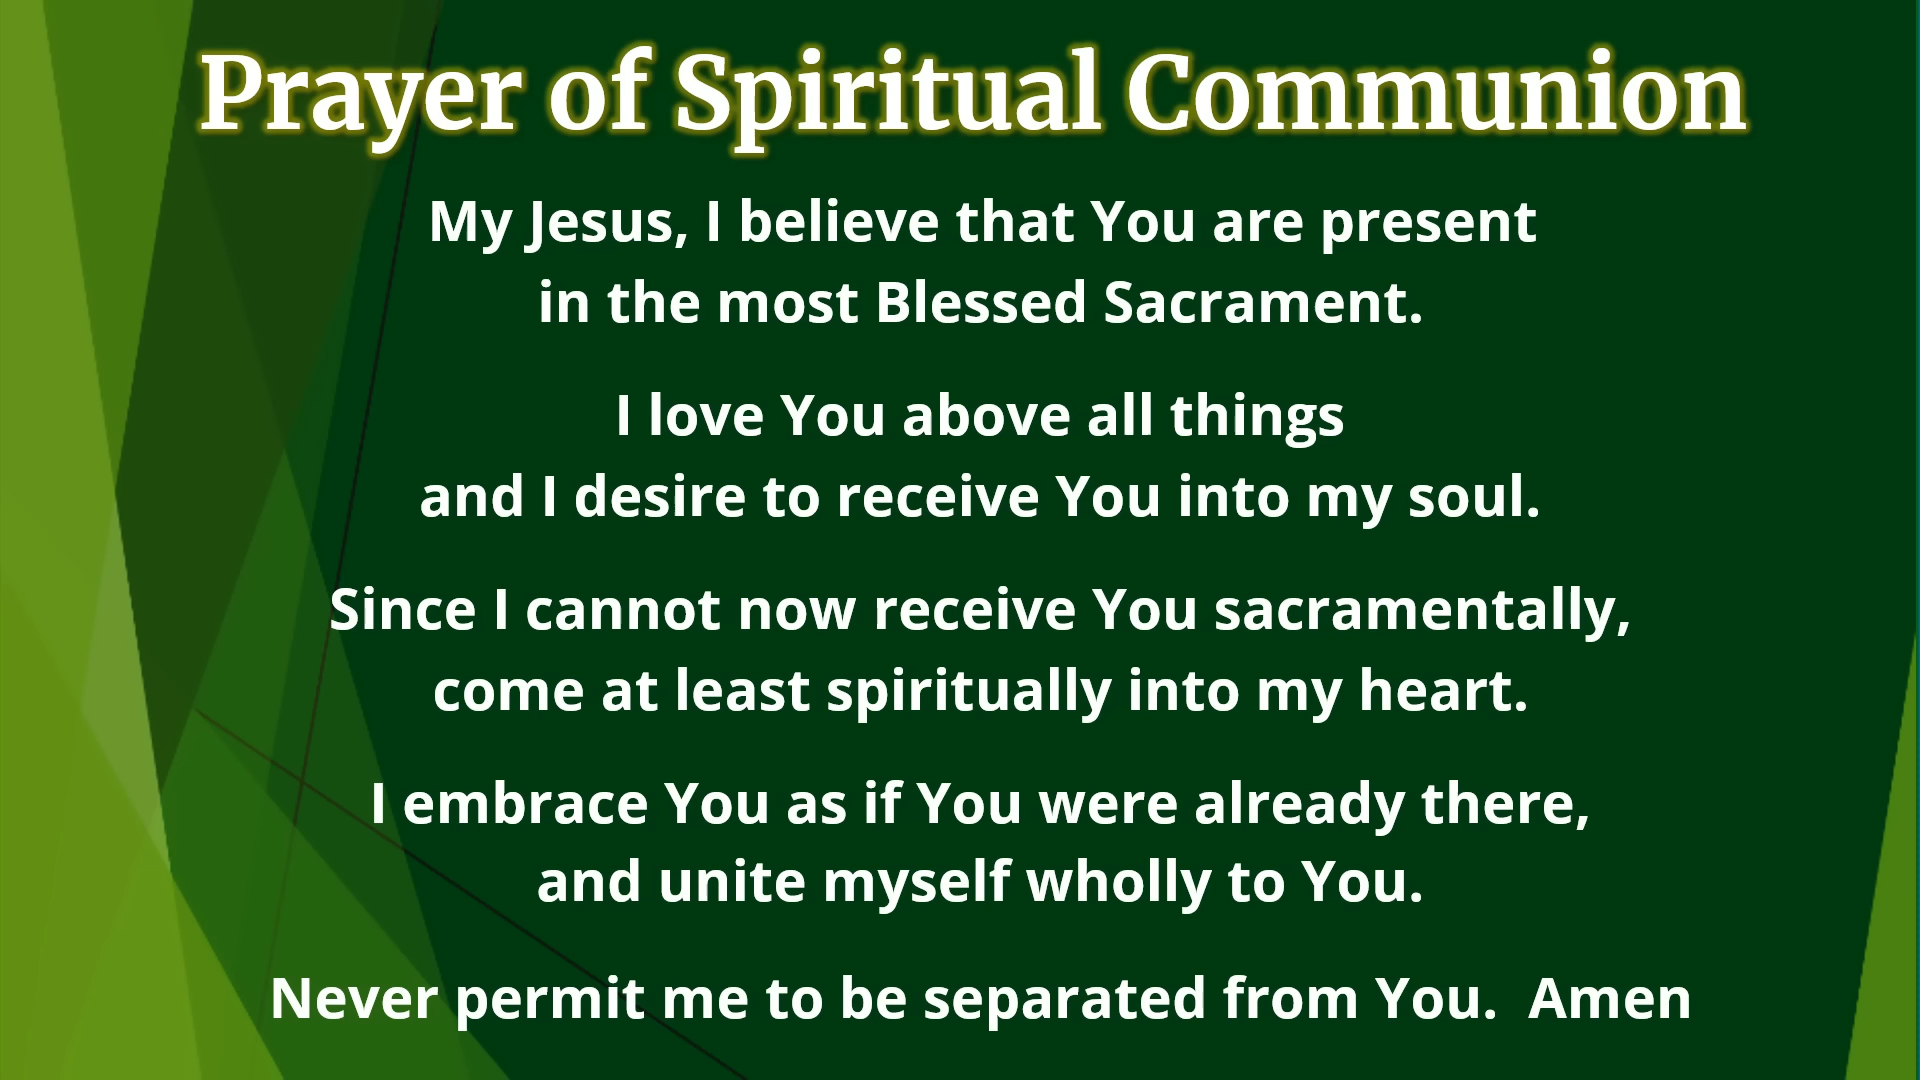 Prayer of Spiritual Communion
My Jesus, I believe that You are present
in the most Blessed Sacrament.
I love You above all things
and I desire to receive You into my soul.
Since I cannot now receive You sacramentally,
come at least spiritually into my heart.
I embrace You as if You were already there,
and unite myself wholly to You.
Never permit me to be separated from You.  Amen